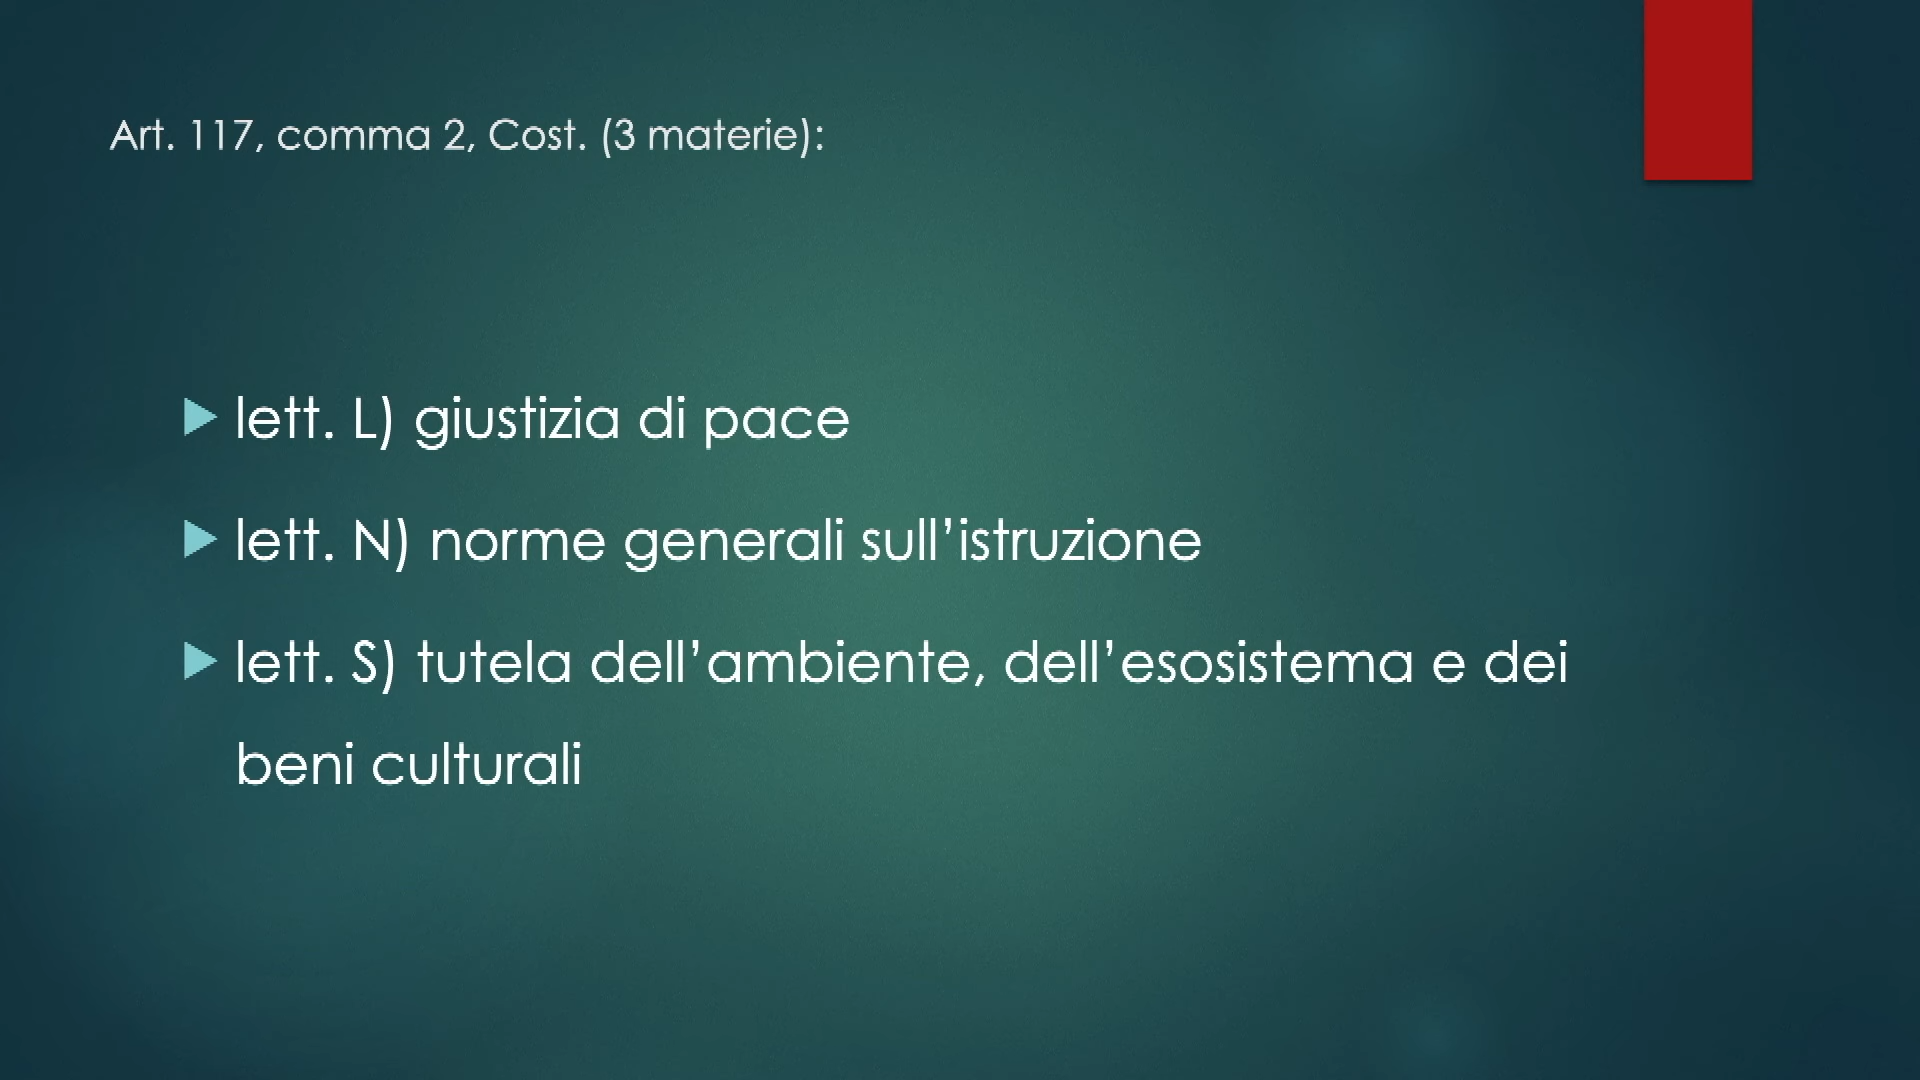 Art. 117, comma 2, Cost. (3 materie):
lett. L) giustizia di pace
lett. N) norme generali sull’istruzione
lett. S) tutela dell’ambiente, dell’esosistema e dei
beni culturali